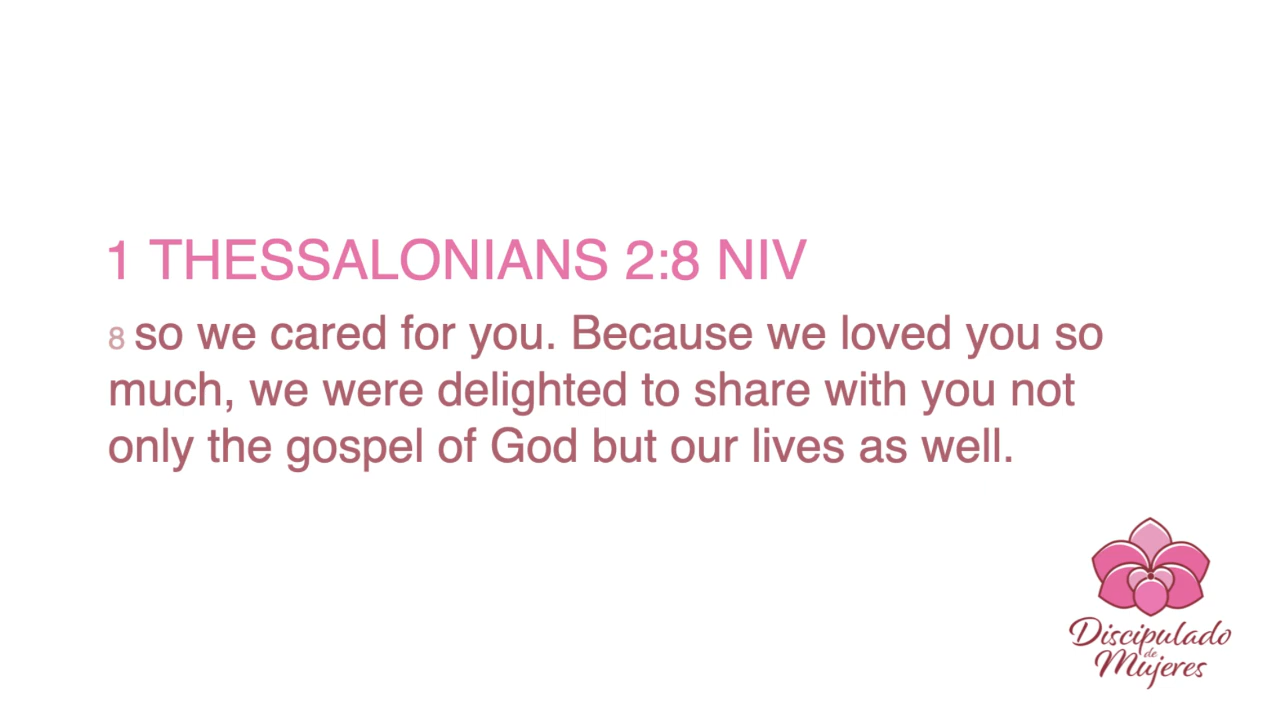 1 THESSALONIANS 2:8 NIV
8 so we cared for you. Because we loved you so
much, we were delighted to share with you not
only the gospel of God but our lives as well.
Discipulado
de
Mujeres